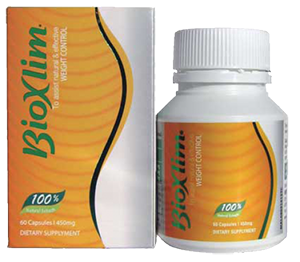 BioXlim
To assist natural & effective
WEIGHT CONTROL
100%
60 Capsules | 450mg
DIETARY SUPPLEMENT
BioXlim
WEIGHT CONTROL
100%
60 Capsules | 450mg
DIETARY SUPPLEMENT